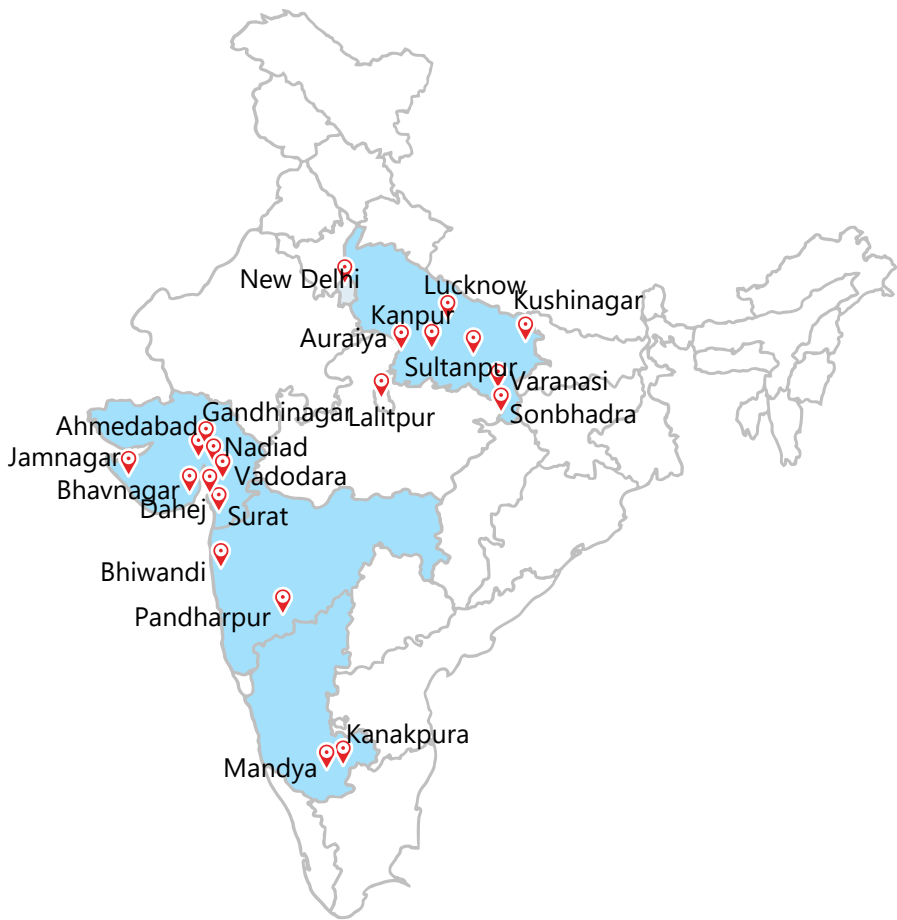 New Delhi
Lucknow
Kushinagar
Kanpur
Auraiya
Sultanpur
Varanasi
Lalitpur
Sonbhadra
Gandhinagar
Ahmedabad
Nadiad
Jamnagar
Vadodara
Bhavnagar
Dahej
Surat
Bhiwandi
Pandharpur
Kanakpura
Mandya